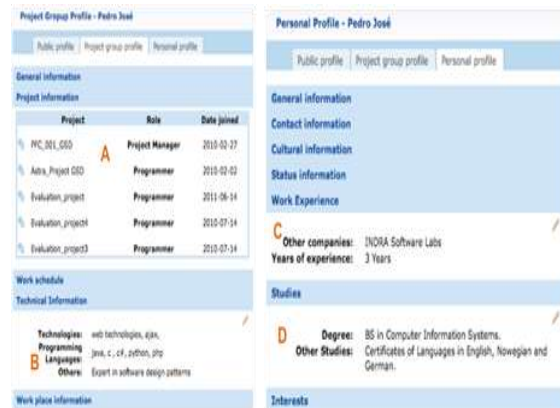 Project Gropup Profile - Pedro José
Public profile Project group profile Personal profile
General information
Project information
Project Role Date joined
PFC_001_GSD Project Manager 2010-02-27
A
Astra_Project GSD Programmer 2010-02-02
Evaluation_project Programmer 2011-06-14
Evaluation_project4 Programmer 2010-07-14
Evaluation_project3 Programmer 2010-07-14
Work schedule
Technical Information
Technologies: web technologies, ajax,
Programming Languages: java, c, c#, python, php
B
Others: Expert in software design patterns
Work place information
Personal Profile - Pedro José
Public profile Project group profile Personal profile
General information
Contact information
Cultural information
Status information
Work Experience
C
Other companies: INDRA Software Labs
Years of experience: 3 Years
Studies
D
Degree: BS in Computer Information Systems.
Other Studies: Certificates of Languages in English, Nowegian and
German.
Interests